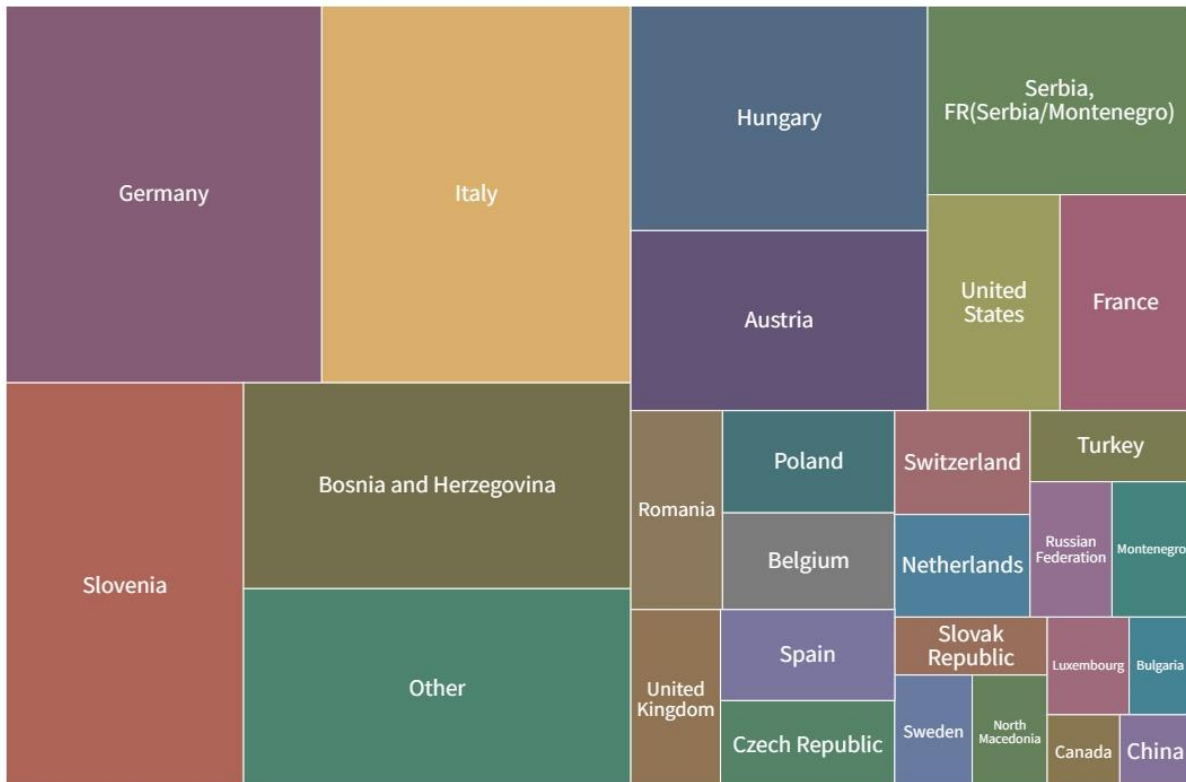 Germany
Italy
Hungary
Serbia,
FR(Serbia/Montenegro)
Austria
United
States
France
Slovenia
Bosnia and Herzegovina
Other
Romania
Poland
Switzerland
Turkey
Belgium
Netherlands
Russian
Federation
Montenegro
United
Kingdom
Spain
Czech Republic
Slovak
Republic
Luxembourg
Bulgaria
Sweden
North
Macedonia
Canada
China